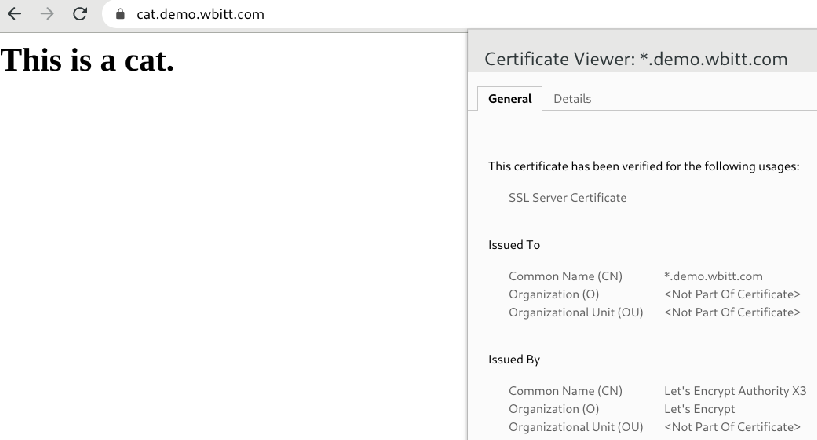 cat.demo.wbitt.com
This is a cat.
Certificate Viewer: *.demo.wbitt.com
General Details
This certificate has been verified for the following usages:
SSL Server Certificate
Issued To
Common Name (CN) *.demo.wbitt.com
Organization (O) <Not Part Of Certificate>
Organizational Unit (OU) <Not Part Of Certificate>
Issued By
Common Name (CN) Let's Encrypt Authority X3
Organization (O) Let's Encrypt
Organizational Unit (OU) <Not Part Of Certificate>